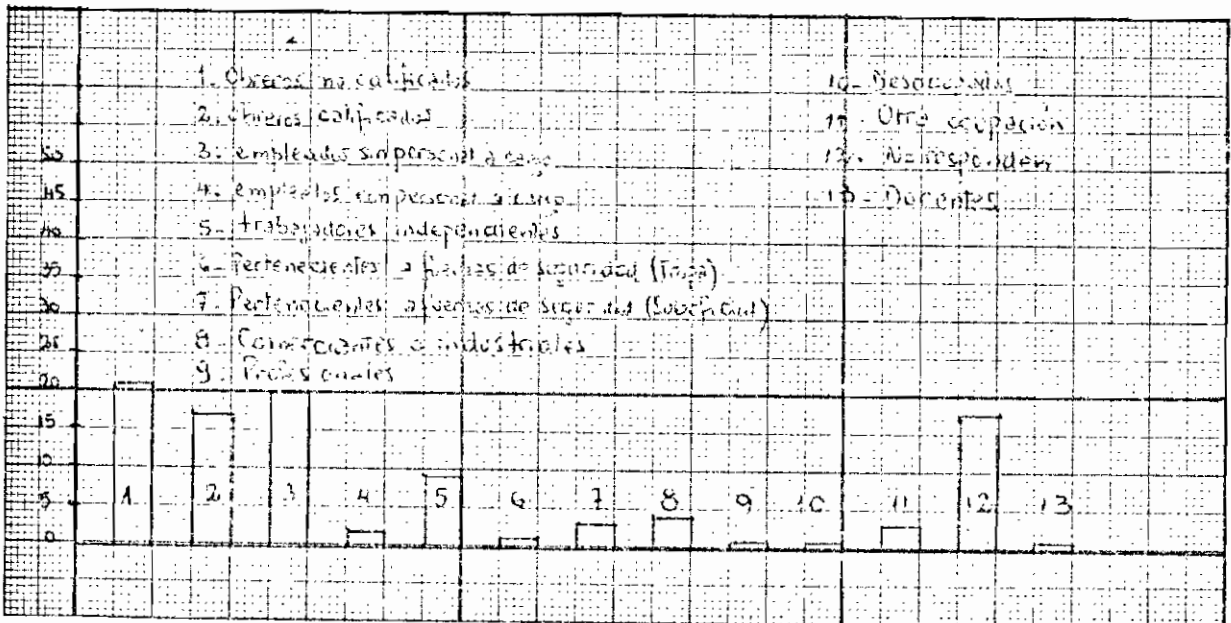 1. Obreros no calificados
2. Obreros calificados
3. empleados sin personal a cargo
4. empleados con personal a cargo
5. trabajadores independientes
6. Pertenecientes a fuerzas de seguridad (Tropa)
7. Pertenecientes a fuerzas de seguridad (Suboficial)
8. Comerciantes o industriales
9. Profesionales
10. Desocupados
11. Otra ocupación
12. No responden
13. Docentes
50
45
40
35
30
25
20
15
10
5
0
1 2 3 4 5 6 7 8 9 10 11 12 13